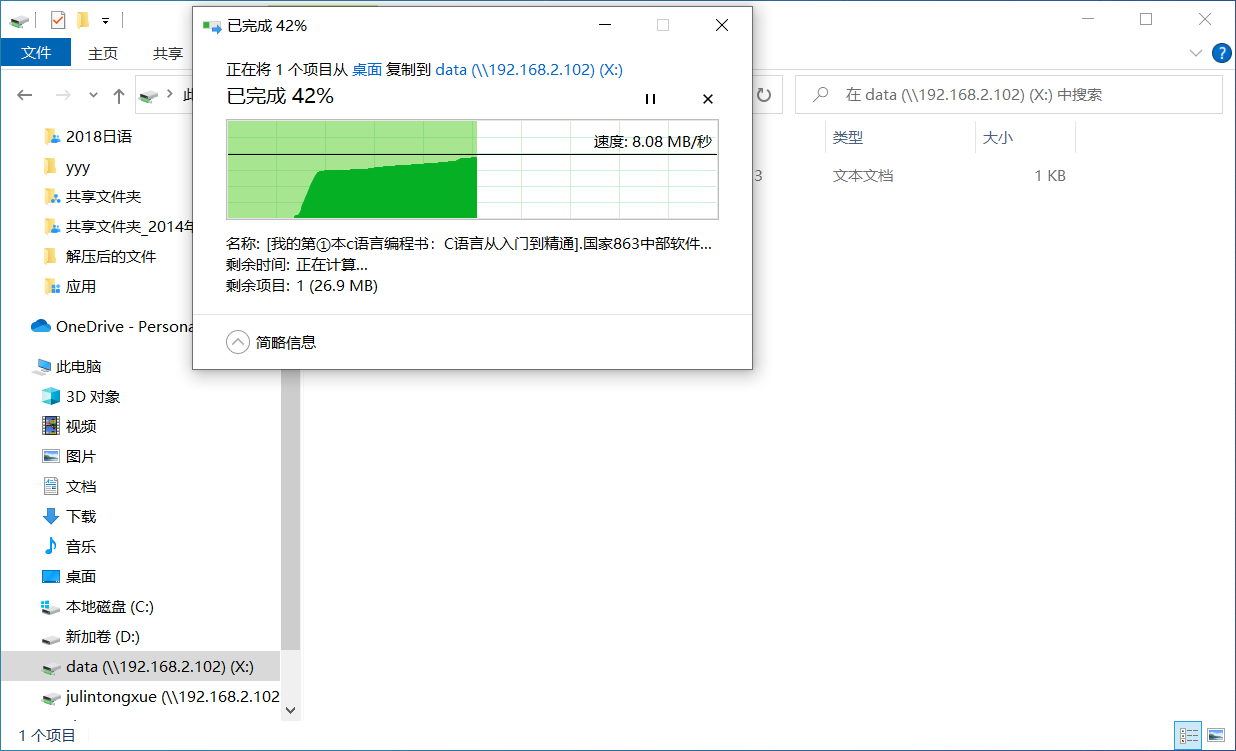 已完成 42%
文件
主页
共享
正在将 1 个项目从 桌面 复制到 data (\\192.168.2.102) (X:)
已完成 42%
速度: 8.08 MB/秒
名称: [我的第①本c语言编程书：C语言从入门到精通].国家863中部软件...
剩余时间: 正在计算...
剩余项目: 1 (26.9 MB)
简略信息
在 data (\\192.168.2.102) (X:) 中搜索
类型
大小
3
文本文档
1 KB
2018日语
yyy
共享文件夹
共享文件夹_2014年
解压后的文件
应用
OneDrive - Persona
此电脑
3D 对象
视频
图片
文档
下载
音乐
桌面
本地磁盘 (C:)
新加卷 (D:)
data (\\192.168.2.102) (X:)
julintongxue (\\192.168.2.102
1 个项目